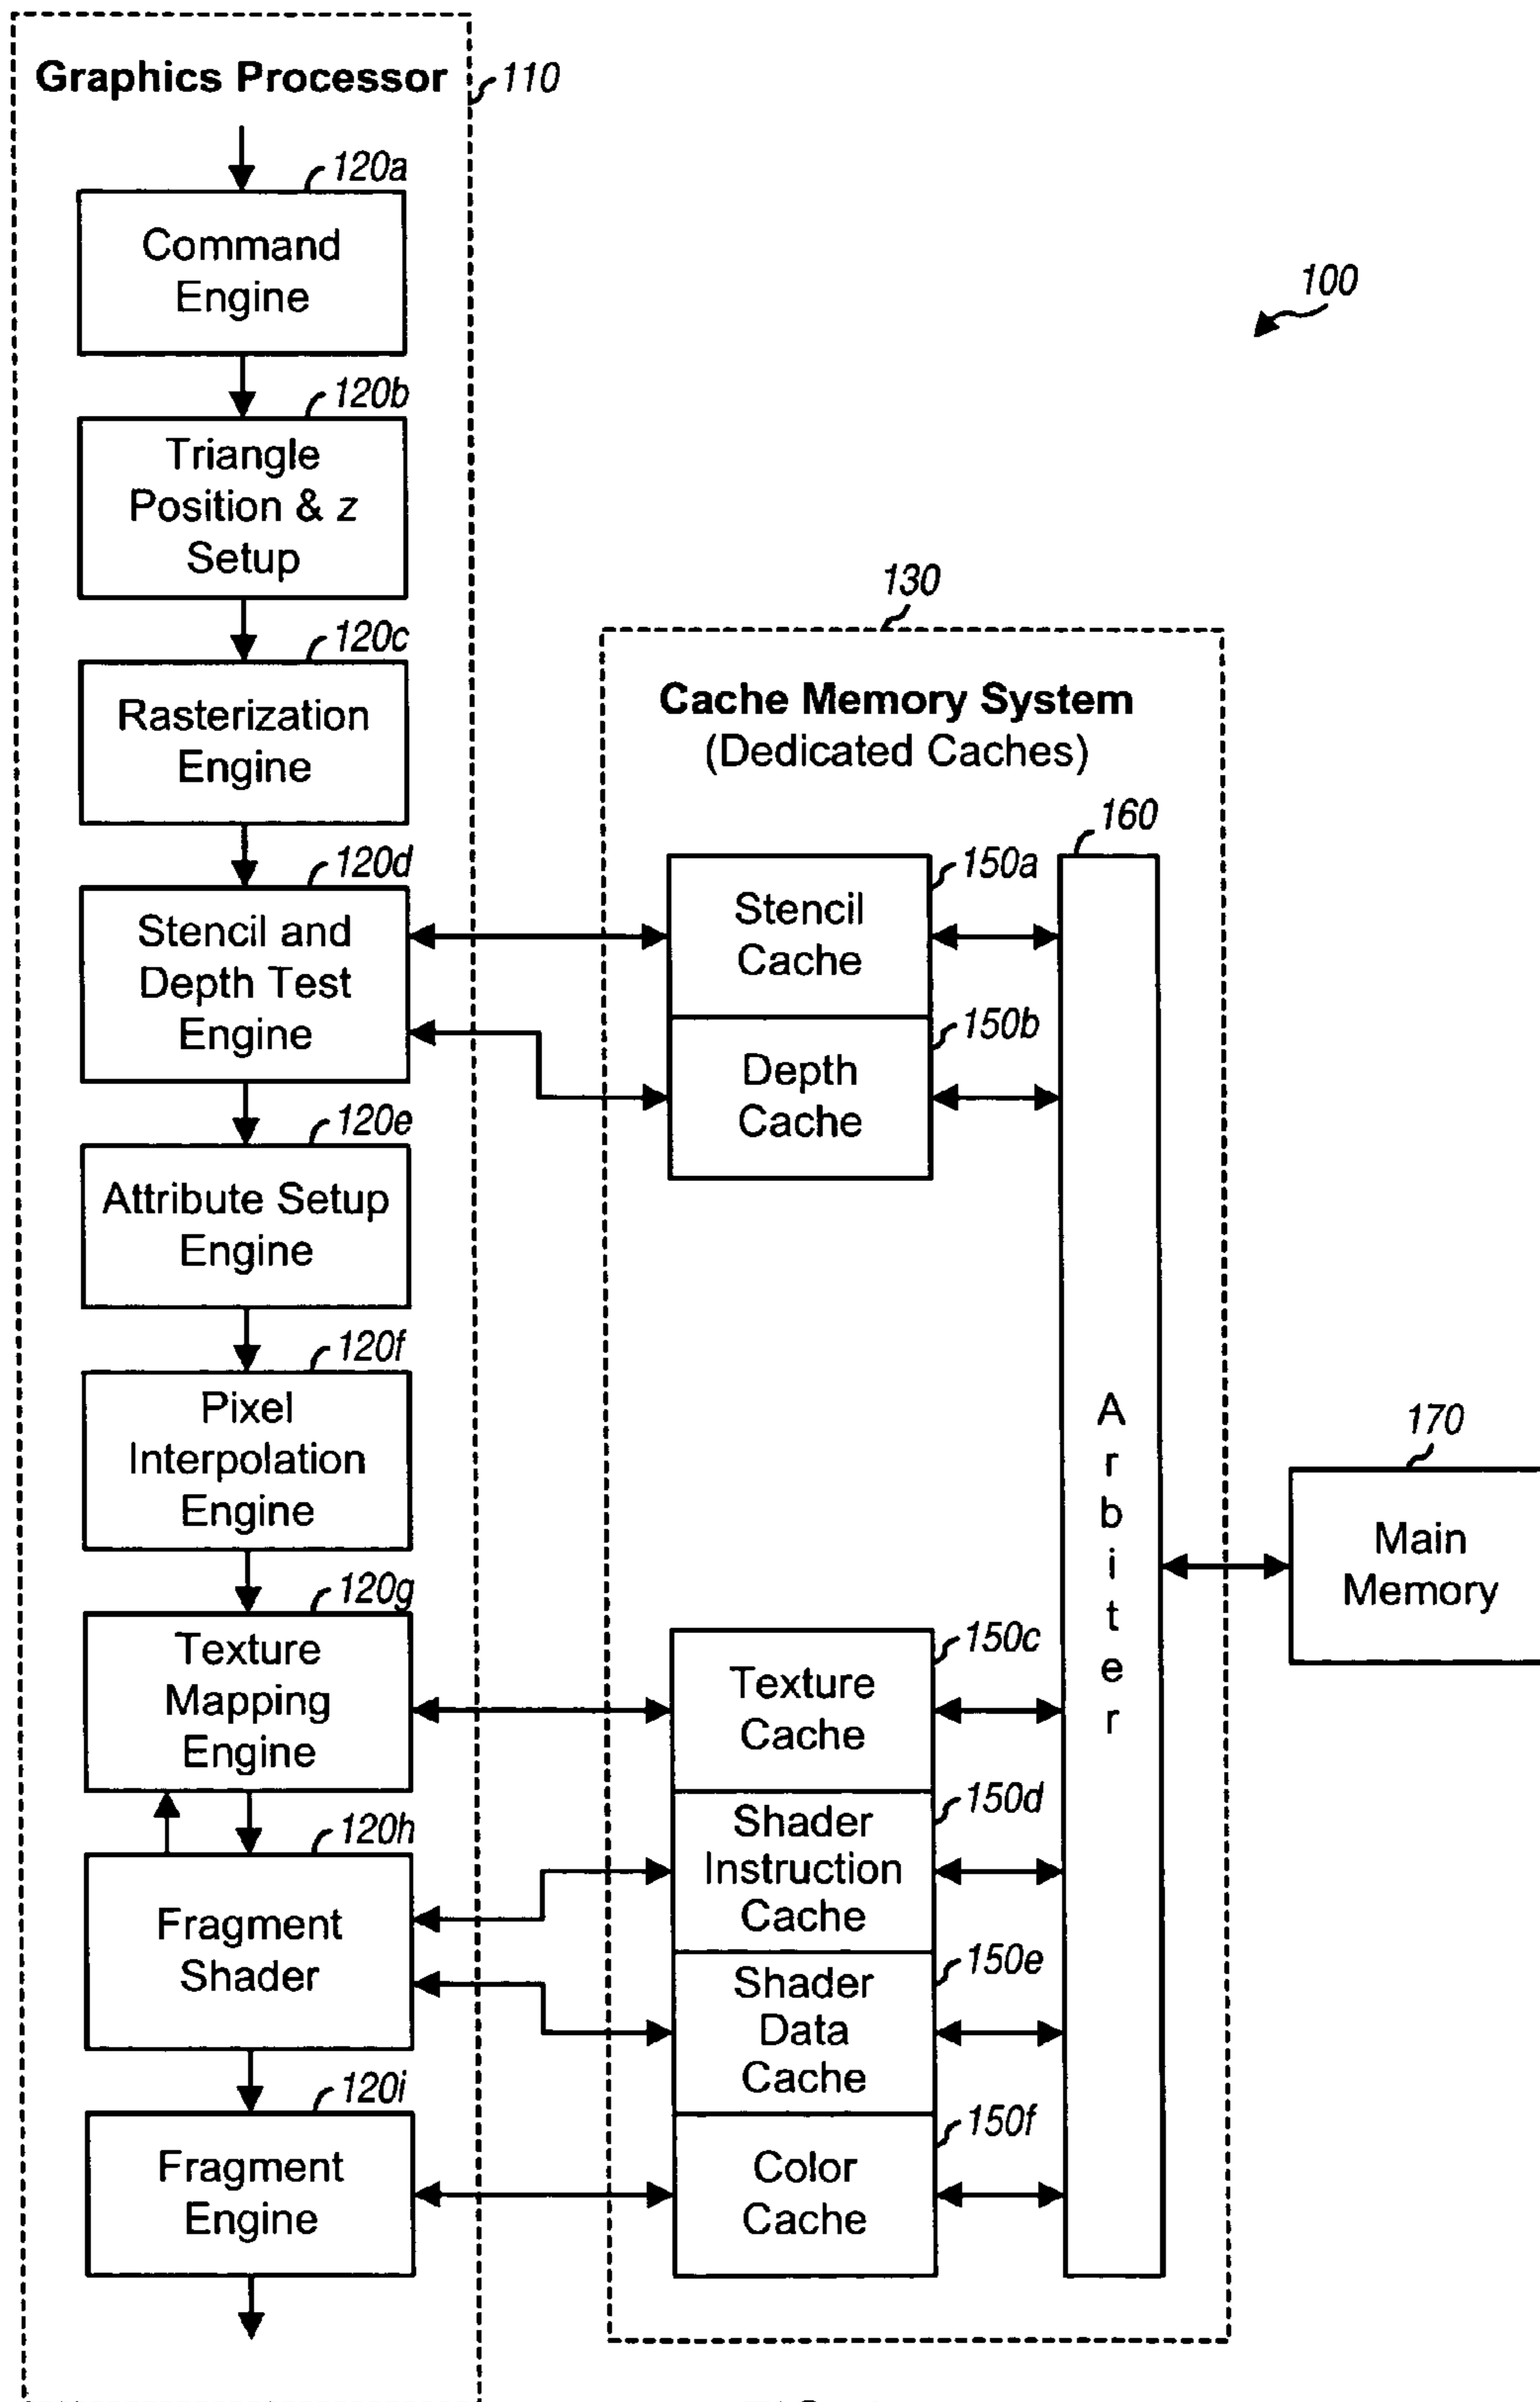 Graphics Processor
110
120a
Command
Engine
100
120b
Triangle
Position & z
Setup
130
120c
Rasterization
Engine
Cache Memory System
(Dedicated Caches)
160
120d
Stencil and
Depth Test
Engine
150a
Stencil
Cache
150b
Depth
Cache
120e
Attribute Setup
Engine
120f
Pixel
Interpolation
Engine
A
r
b
i
t
e
r
170
Main
Memory
120g
Texture
Mapping
Engine
150c
Texture
Cache
150d
Shader
Instruction
Cache
120h
Fragment
Shader
150e
Shader
Data
Cache
120i
Fragment
Engine
150f
Color
Cache